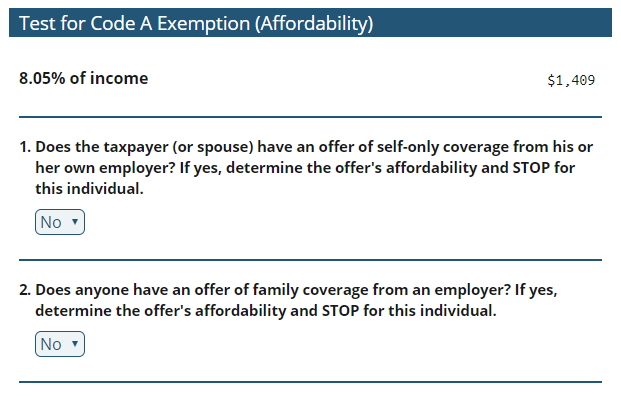 Test for Code A Exemption (Affordability)
8.05% of income $1,409
1. Does the taxpayer (or spouse) have an offer of self-only coverage from his or
her own employer? If yes, determine the offer's affordability and STOP for
this individual.
No
2. Does anyone have an offer of family coverage from an employer? If yes,
determine the offer's affordability and STOP for this individual.
No